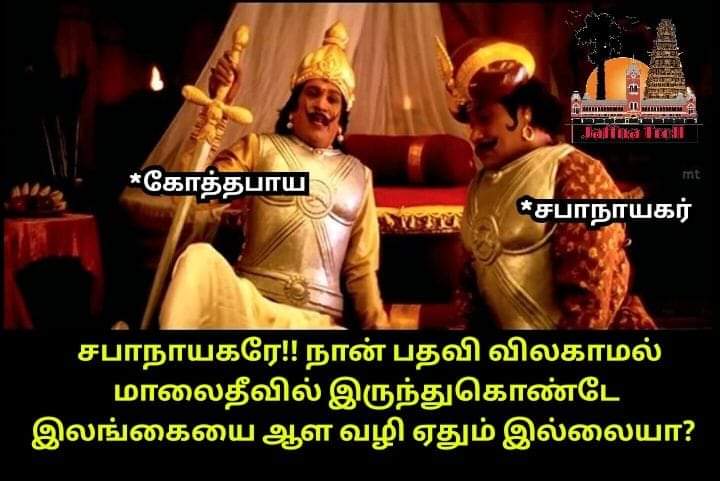 Jaffna Troll
mt
*கோத்தபாய
*சபாநாயகர்
சபாநாயகரே!! நான் பதவி விலகாமல்
மாலைதீவில் இருந்துகொண்டே
இலங்கையை ஆள வழி ஏதும் இல்லையா?